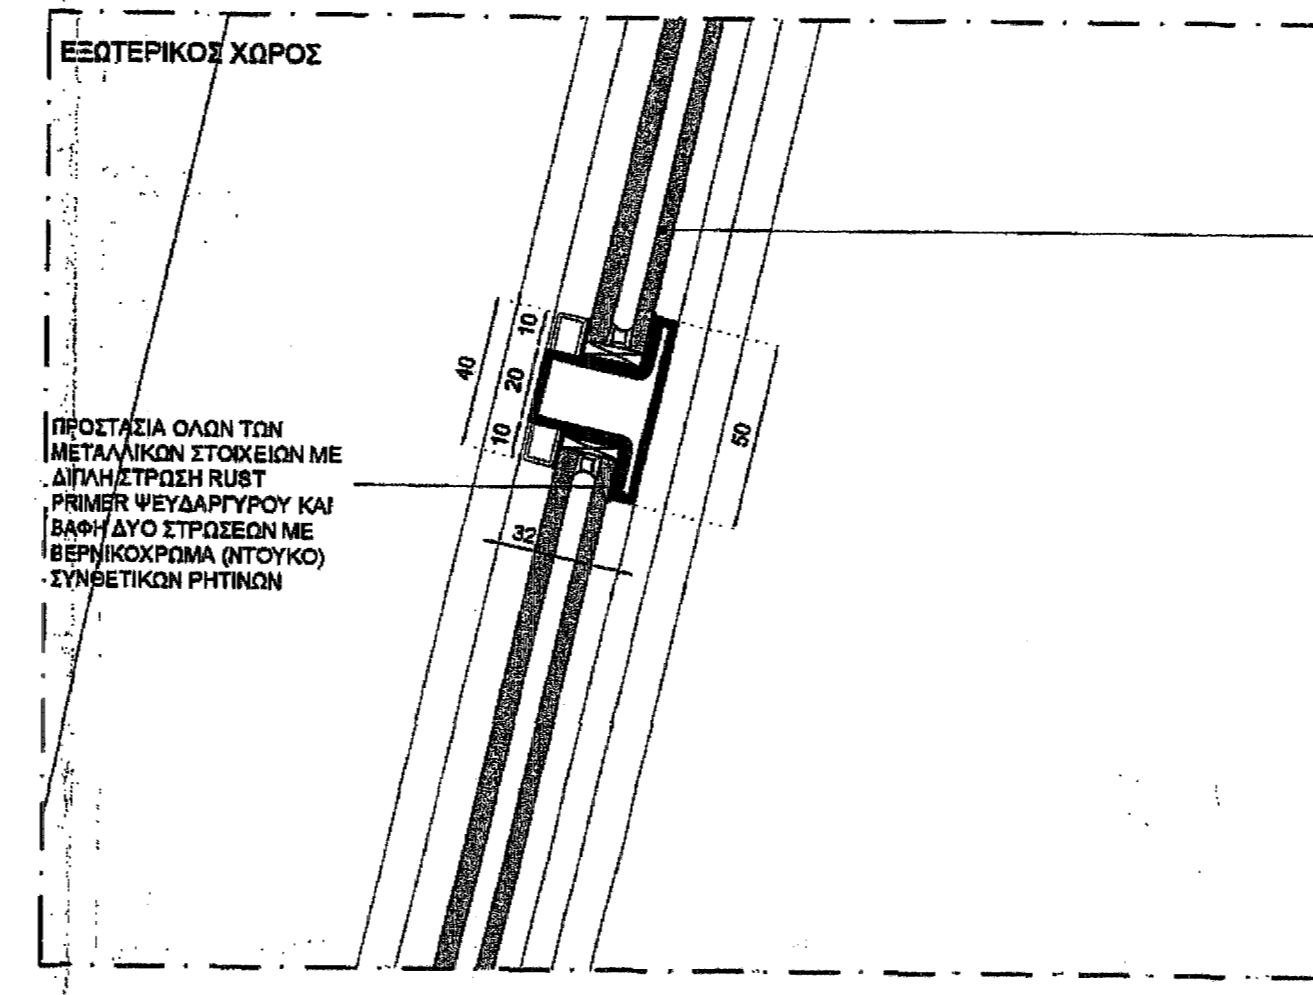 ΕΞΩΤΕΡΙΚΟΣ ΧΩΡΟΣ
10
40
20
10
50
ΠΡΟΣΤΑΣΙΑ ΟΛΩΝ ΤΩΝ
ΜΕΤΑΛΛΙΚΩΝ ΣΤΟΙΧΕΙΩΝ ΜΕ
ΔΙΠΛΗ ΣΤΡΩΣΗ RUST
PRIMER ΨΕΥΔΑΡΓΥΡΟΥ ΚΑΙ
ΒΑΦΗ ΔΥΟ ΣΤΡΩΣΕΩΝ ΜΕ
ΒΕΡΝΙΚΟΧΡΩΜΑ (ΝΤΟΥΚΟ)
ΣΥΝΘΕΤΙΚΩΝ ΡΗΤΙΝΩΝ
32